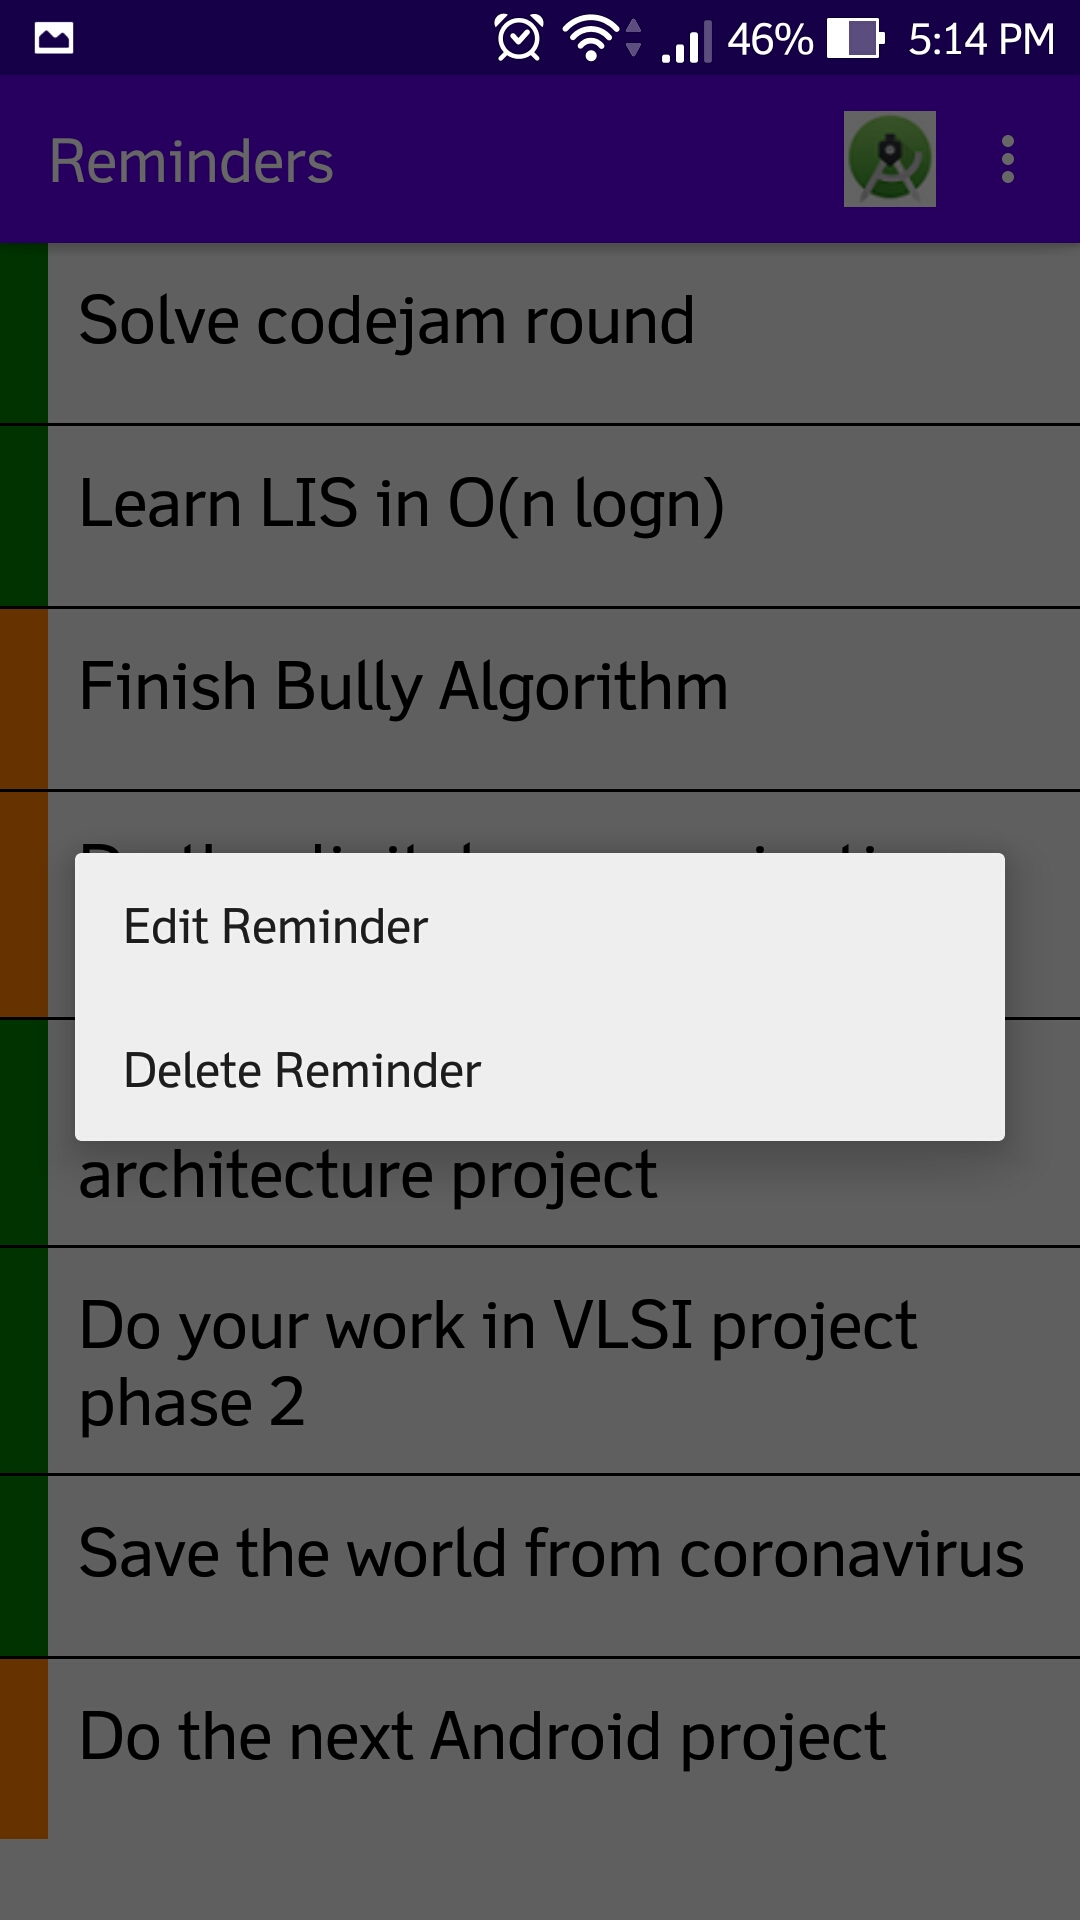 46% 5:14 PM
Reminders
Solve codejam round
Learn LIS in O(n logn)
Finish Bully Algorithm
Edit Reminder
Delete Reminder
architecture project
Do your work in VLSI project
phase 2
Save the world from coronavirus
Do the next Android project